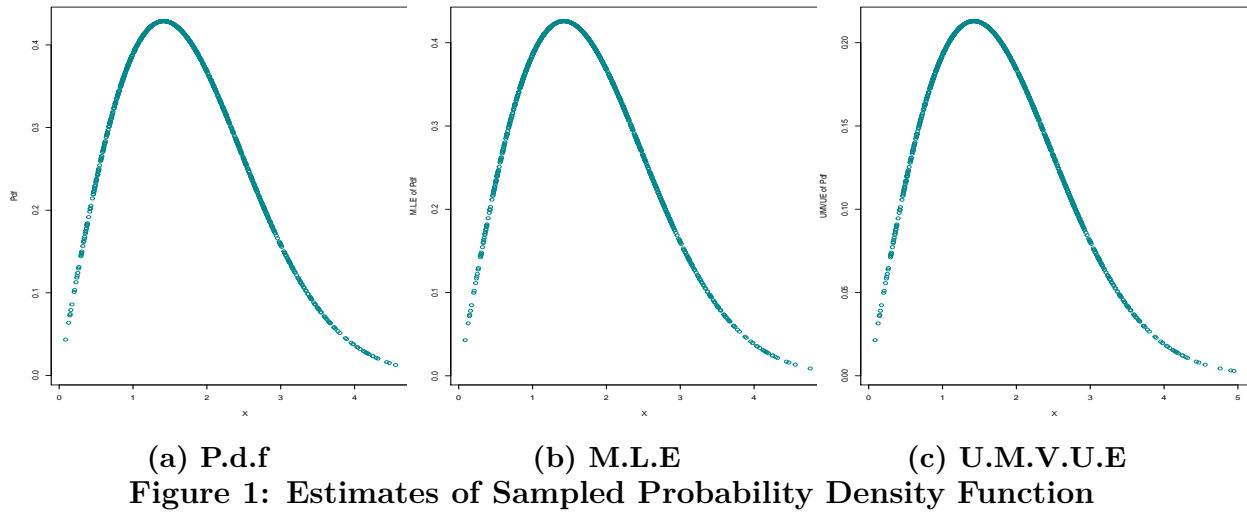 Pdf
0.4
0.3
0.2
0.1
0.0
0 1 2 3 4
X
M.L.E of Pdf
0.4
0.3
0.2
0.1
0.0
0 1 2 3 4
X
UMVUE of Pdf
0.20
0.15
0.10
0.05
0.00
0 1 2 3 4 5
X
(a) P.d.f
(b) M.L.E
(c) U.M.V.U.E
Figure 1: Estimates of Sampled Probability Density Function